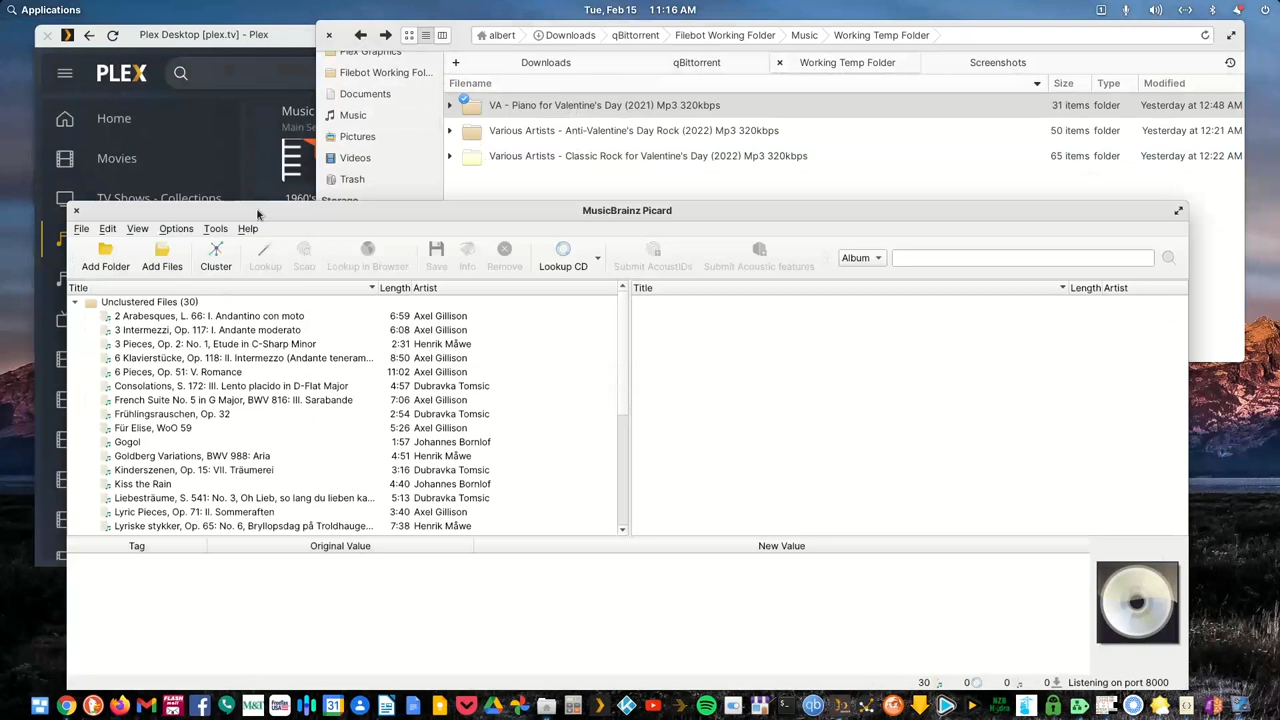 Applications
Tue, Feb 15 11:16 AM
Plex Desktop [plex.tv] - Plex
PLEX
Home
Movies
TV Shows - Collections
Music
Main Se
1960's
albert Downloads qBittorrent Filebot Working Folder Music Working Temp Folder
Plex Graphics
Filebot Working Fol...
Documents
Music
Pictures
Videos
Trash
Storage
Downloads qBittorrent Working Temp Folder Screenshots
Filename Size Type Modified
VA - Piano for Valentine's Day (2021) Mp3 320kbps 31 items folder Yesterday at 12:48 AM
Various Artists - Anti-Valentine's Day Rock (2022) Mp3 320kbps 50 items folder Yesterday at 12:21 AM
Various Artists - Classic Rock for Valentine's Day (2022) Mp3 320kbps 65 items folder Yesterday at 12:22 AM
MusicBrainz Picard
File Edit View Options Tools Help
Add Folder Add Files Cluster Lookup Scan Lookup in Browser Save Info Remove Lookup CD Submit AcoustIDs Submit Acoustic features Album
Title Length Artist Title Length Artist
Unclustered Files (30)
2 Arabesques, L. 66: I. Andantino con moto 6:59 Axel Gillison
3 Intermezzi, Op. 117: I. Andante moderato 6:08 Axel Gillison
3 Pieces, Op. 2: No. 1, Etude in C-Sharp Minor 2:31 Henrik Måwe
6 Klavierstücke, Op. 118: II. Intermezzo (Andante teneram... 8:50 Axel Gillison
6 Pieces, Op. 51: V. Romance 11:02 Axel Gillison
Consolations, S. 172: III. Lento placido in D-Flat Major 4:57 Dubravka Tomsic
French Suite No. 5 in G Major, BWV 816: III. Sarabande 7:06 Axel Gillison
Frühlingsrauschen, Op. 32 2:54 Dubravka Tomsic
Für Elise, WoO 59 5:26 Axel Gillison
Gogol 1:57 Johannes Bornlof
Goldberg Variations, BWV 988: Aria 4:51 Henrik Måwe
Kinderszenen, Op. 15: VII. Träumerei 3:16 Dubravka Tomsic
Kiss the Rain 4:40 Johannes Bornlof
Liebesträume, S. 541: No. 3, Oh Lieb, so lang du lieben ka... 5:13 Dubravka Tomsic
Lyric Pieces, Op. 71: II. Sommeraften 3:40 Axel Gillison
Lyriske stykker, Op. 65: No. 6, Bryllopsdag på Troldhauge... 7:38 Henrik Måwe
Tag Original Value New Value
30 0 0 0 Listening on port 8000